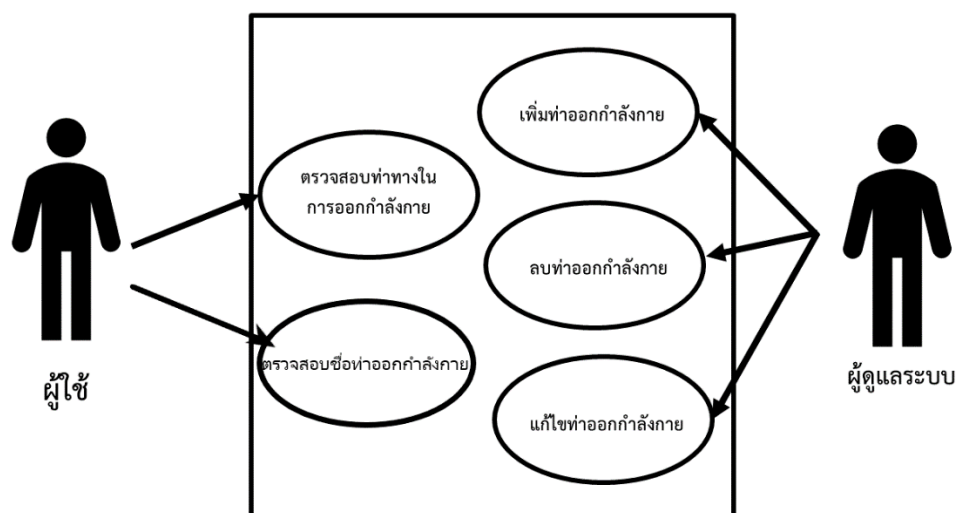 เพิ่มท่าออกกำลังกาย
ตรวจสอบท่าทางใน
การออกกำลังกาย
ลบท่าออกกำลังกาย
ตรวจสอบชื่อท่าออกกำลังกาย
ผู้ใช้
ผู้ดูแลระบบ
แก้ไขท่าออกกำลังกาย